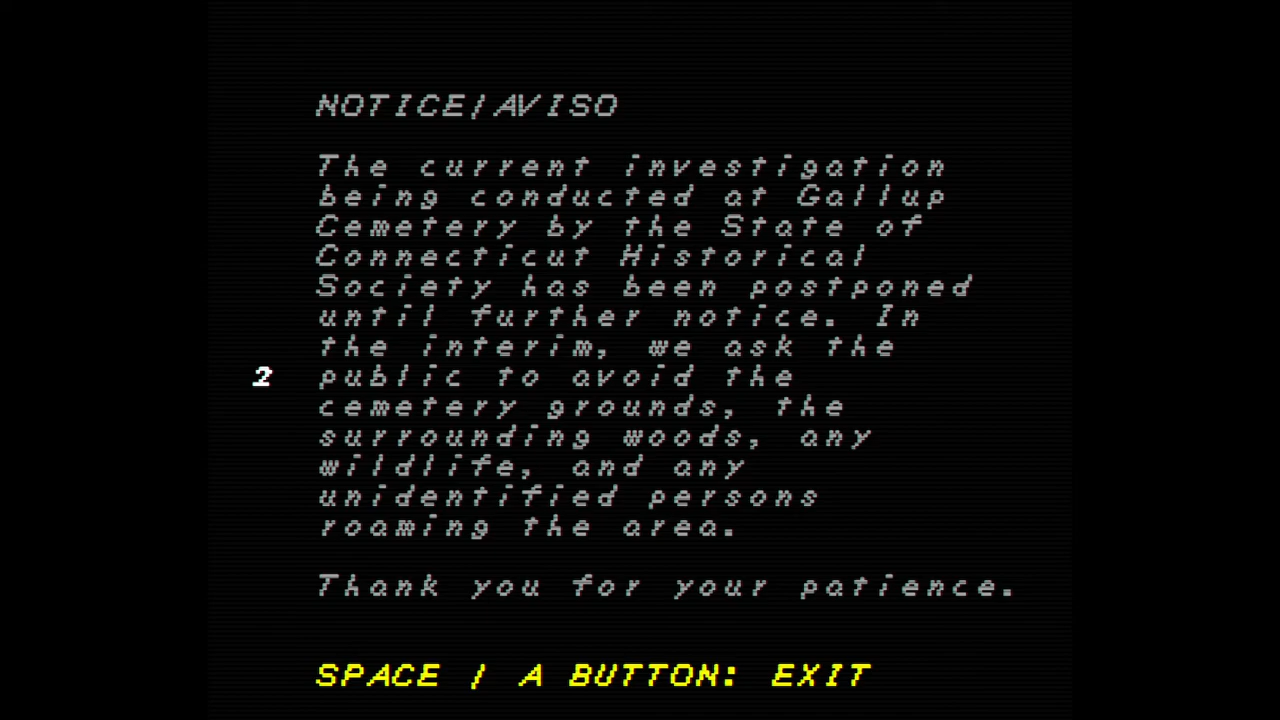 NOTICE/AVISO
The current investigation
being conducted at Gallup
Cemetery by the State of
Connecticut Historical
Society has been postponed
until further notice. In
the interim, we ask the
2 public to avoid the
cemetery grounds, the
surrounding woods, any
wildlife, and any
unidentified persons
roaming the area.
Thank you for your patience.
SPACE / A BUTTON: EXIT